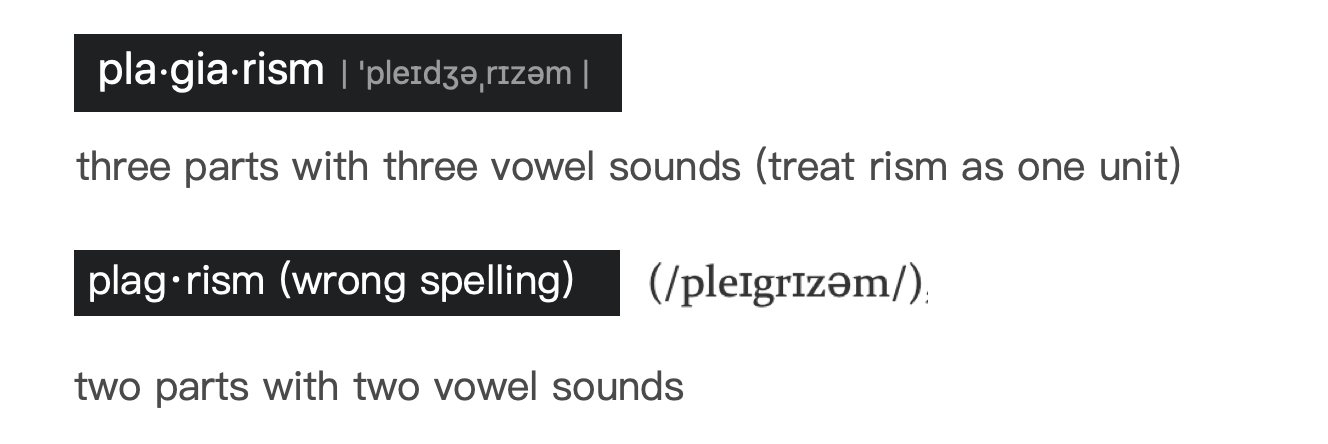 pla·gia·rism | ˈpleɪdʒəˌrɪzəm |
three parts with three vowel sounds (treat rism as one unit)
plag·rism (wrong spelling) (/pleɪgrɪzəm/),
two parts with two vowel sounds